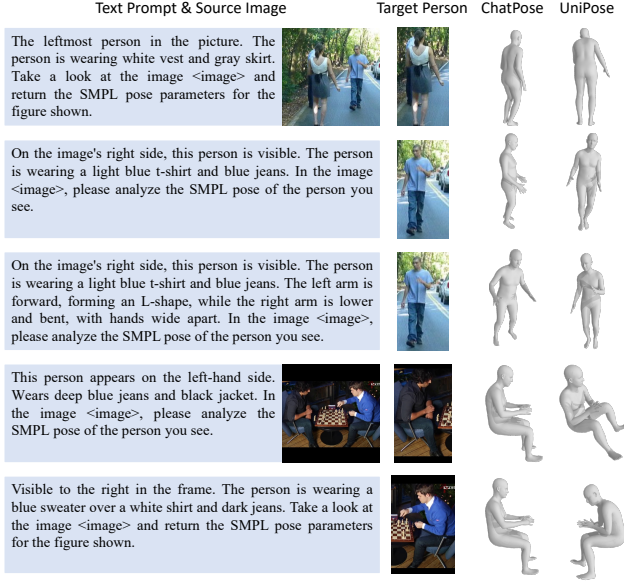 Text Prompt & Source Image Target Person ChatPose UniPose
The leftmost person in the picture. The
person is wearing white vest and gray skirt.
Take a look at the image <image> and
return the SMPL pose parameters for the
figure shown.
On the image's right side, this person is visible. The person
is wearing a light blue t-shirt and blue jeans. In the image
<image>, please analyze the SMPL pose of the person you
see.
On the image's right side, this person is visible. The person
is wearing a light blue t-shirt and blue jeans. The left arm is
forward, forming an L-shape, while the right arm is lower
and bent, with hands wide apart. In the image <image>,
please analyze the SMPL pose of the person you see.
This person appears on the left-hand side.
Wears deep blue jeans and black jacket. In
the image <image>, please analyze the
SMPL pose of the person you see.
Visible to the right in the frame. The person is wearing a
blue sweater over a white shirt and dark jeans. Take a look at
the image <image> and return the SMPL pose parameters
for the figure shown.